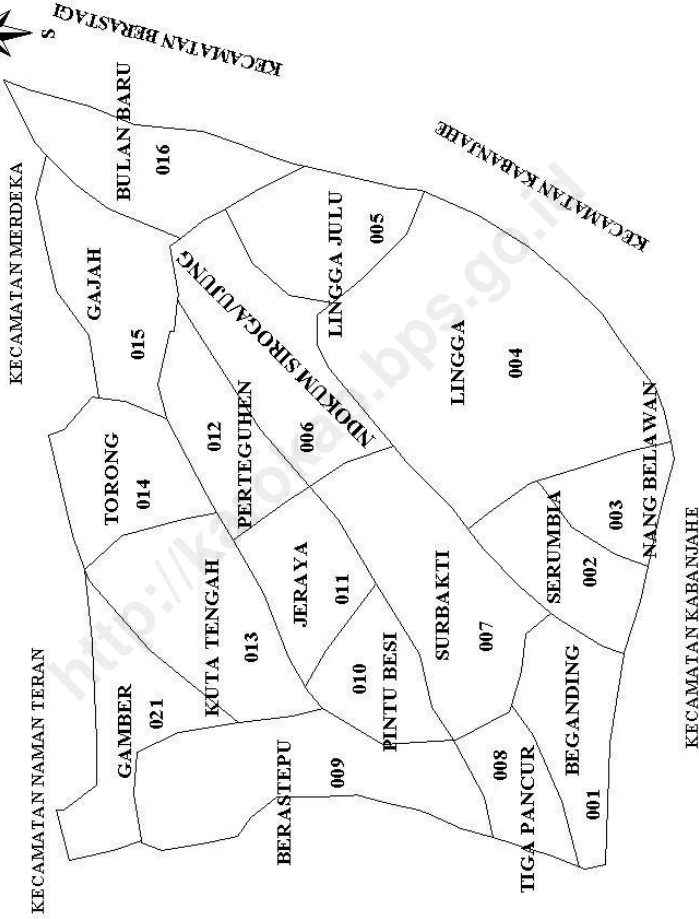 S
KECAMATAN BERASTAGI
KECAMATAN MERDEKA
KECAMATAN KABANJAHE
KECAMATAN NAMAN TERAN
KECAMATAN KABANJAHE
BULAN BARU
016
GAJAH
015
LINGGA JULU
005
NDOKUM SIROGA/UJUNG
006
LINGGA
004
TORONG
014
PERTEGUHEN
012
NANG BELAWAN
003
SERUMBIA
002
JERAYA
011
KUTA TENGAH
013
SURBAKTI
007
PINTU BESI
010
GAMBER
021
BERASTEPU
009
BEGANDING
001
TIGA PANCUR
008
http://karokab.bps.go.id